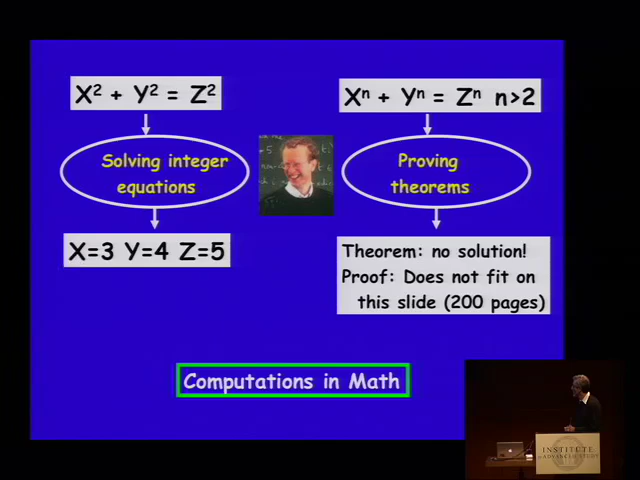 X² + Y² = Z²
Xⁿ + Yⁿ = Zⁿ n>2
Solving integer
equations
Proving
theorems
X=3 Y=4 Z=5
Theorem: no solution!
Proof: Does not fit on
this slide (200 pages)
Computations in Math
INSTITUTE
ADVANCED STUDY